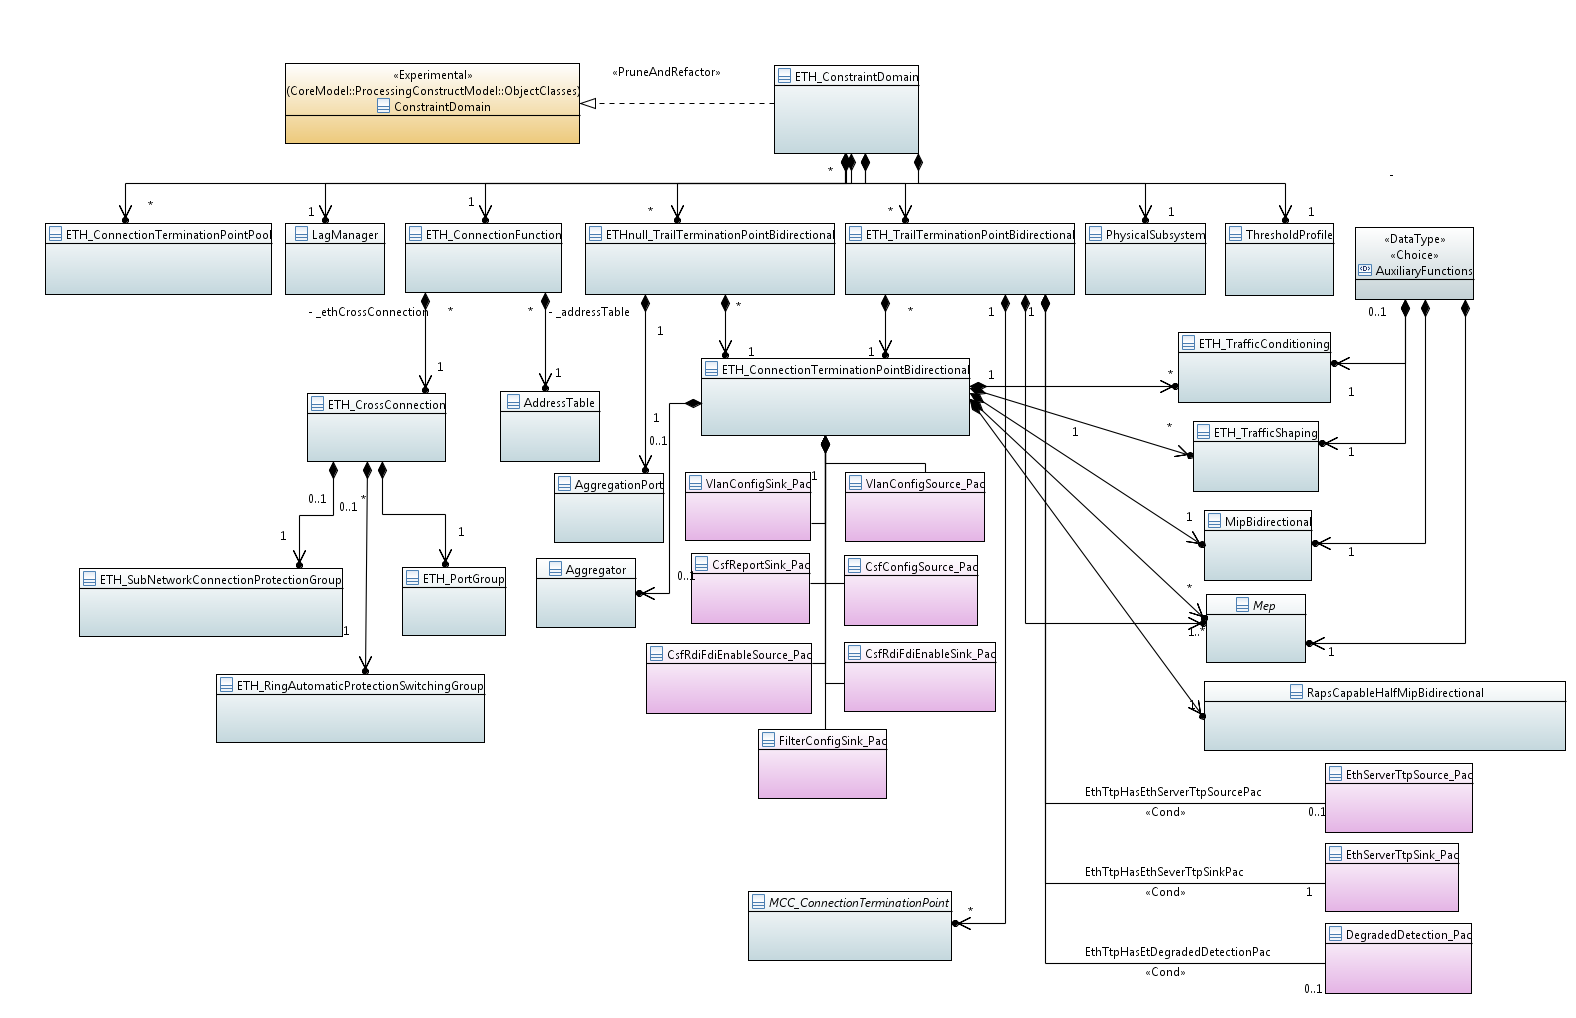 «Experimental»
(CoreModel::ProcessingConstructModel::ObjectClasses)
ConstraintDomain
«PruneAndRefactor»
ETH_ConstraintDomain
*
-
*
1
1
*
*
1
1
ETH_ConnectionTerminationPointPool
LagManager
ETH_ConnectionFunction
ETHnull_TrailTerminationPointBidirectional
ETH_TrailTerminationPointBidirectional
PhysicalSubsystem
ThresholdProfile
«DataType»
«Choice»
AuxiliaryFunctions
- _ethCrossConnection
*
*
- _addressTable
*
*
1
1
0..1
1
1
1
1
1
ETH_ConnectionTerminationPointBidirectional
1
*
ETH_TrafficConditioning
1
ETH_CrossConnection
AddressTable
1
0..1
1
*
ETH_TrafficShaping
1
0..1
0..1
*
AggregationPort
VlanConfigSink_Pac
1
VlanConfigSource_Pac
1
MipBidirectional
1
1
1
ETH_SubNetworkConnectionProtectionGroup
ETH_PortGroup
Aggregator
0..1
CsfReportSink_Pac
CsfConfigSource_Pac
*
Mep
1..*
1
1
CsfRdiFdiEnableSource_Pac
CsfRdiFdiEnableSink_Pac
ETH_RingAutomaticProtectionSwitchingGroup
1
RapsCapableHalfMipBidirectional
FilterConfigSink_Pac
EthTtpHasEthServerTtpSourcePac
«Cond»
0..1
EthServerTtpSource_Pac
EthTtpHasEthSeverTtpSinkPac
«Cond»
1
EthServerTtpSink_Pac
MCC_ConnectionTerminationPoint
*
EthTtpHasEtDegradedDetectionPac
«Cond»
0..1
DegradedDetection_Pac